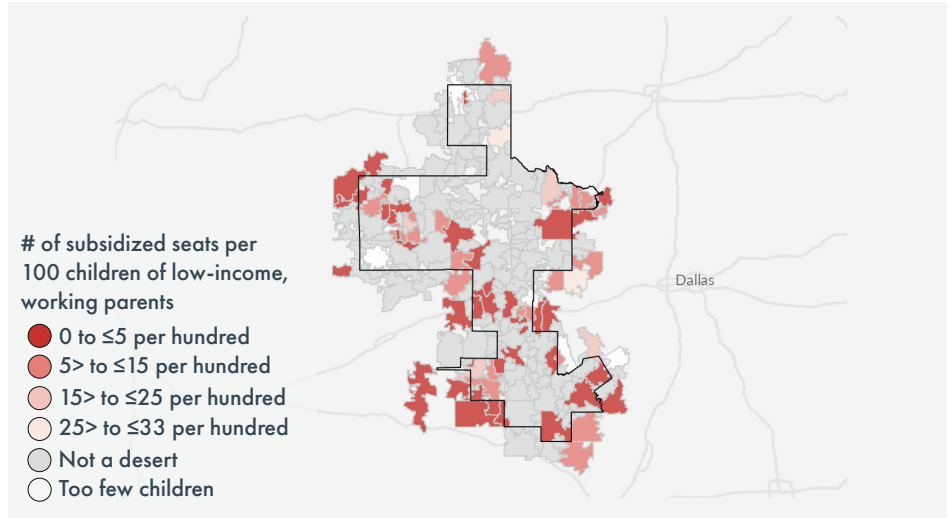 # of subsidized seats per
100 children of low-income,
working parents
0 to ≤5 per hundred
5> to ≤15 per hundred
15> to ≤25 per hundred
25> to ≤33 per hundred
Not a desert
Too few children
Dallas